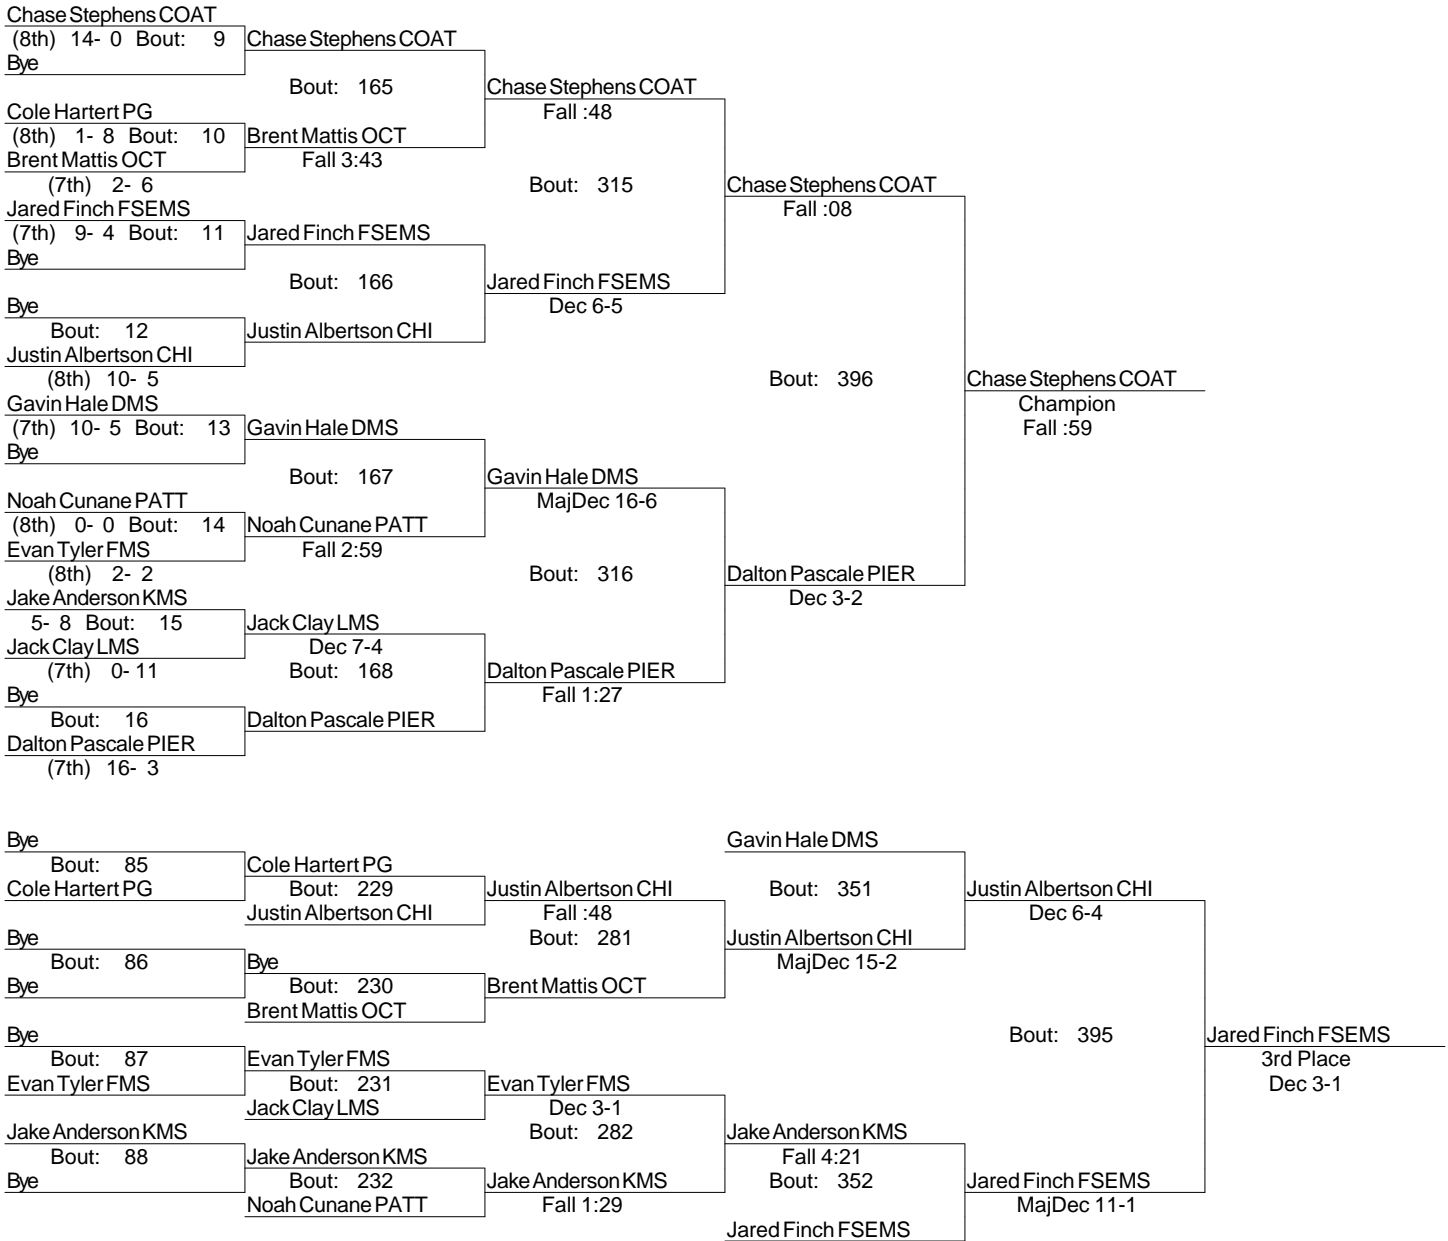 Chase Stephens COAT
(8th) 14- 0 Bout: 9 Chase Stephens COAT
Bye
Bout: 165 Chase Stephens COAT
Cole Hartert PG Fall :48
(8th) 1- 8 Bout: 10 Brent Mattis OCT
Brent Mattis OCT Fall 3:43
(7th) 2- 6 Bout: 315 Chase Stephens COAT
Jared Finch FSEMS Fall :08
(7th) 9- 4 Bout: 11 Jared Finch FSEMS
Bye
Bout: 166 Jared Finch FSEMS
Bye Dec 6-5
Bout: 12 Justin Albertson CHI
Justin Albertson CHI
(8th) 10- 5 Bout: 396 Chase Stephens COAT
Gavin Hale DMS Champion
(7th) 10- 5 Bout: 13 Gavin Hale DMS Fall :59
Bye
Bout: 167 Gavin Hale DMS
Noah Cunane PATT MajDec 16-6
(8th) 0- 0 Bout: 14 Noah Cunane PATT
Evan Tyler FMS Fall 2:59
(8th) 2- 2 Bout: 316 Dalton Pascale PIER
Jake Anderson KMS Dec 3-2
5- 8 Bout: 15 Jack Clay LMS
Jack Clay LMS Dec 7-4
(7th) 0- 11 Bout: 168 Dalton Pascale PIER
Bye Fall 1:27
Bout: 16 Dalton Pascale PIER
Dalton Pascale PIER
(7th) 16- 3
Bye Gavin Hale DMS
Bout: 85 Cole Hartert PG
Cole Hartert PG Bout: 229 Justin Albertson CHI Bout: 351 Justin Albertson CHI
Justin Albertson CHI Fall :48 Dec 6-4
Bye Bout: 281 Justin Albertson CHI
Bout: 86 Bye MajDec 15-2
Bye Bout: 230 Brent Mattis OCT
Brent Mattis OCT
Bye Bout: 395 Jared Finch FSEMS
Bout: 87 Evan Tyler FMS 3rd Place
Evan Tyler FMS Bout: 231 Evan Tyler FMS Dec 3-1
Jack Clay LMS Dec 3-1
Jake Anderson KMS Bout: 282 Jake Anderson KMS
Bout: 88 Jake Anderson KMS Fall 4:21
Bye Bout: 232 Jake Anderson KMS Bout: 352 Jared Finch FSEMS
Noah Cunane PATT Fall 1:29 MajDec 11-1
Jared Finch FSEMS